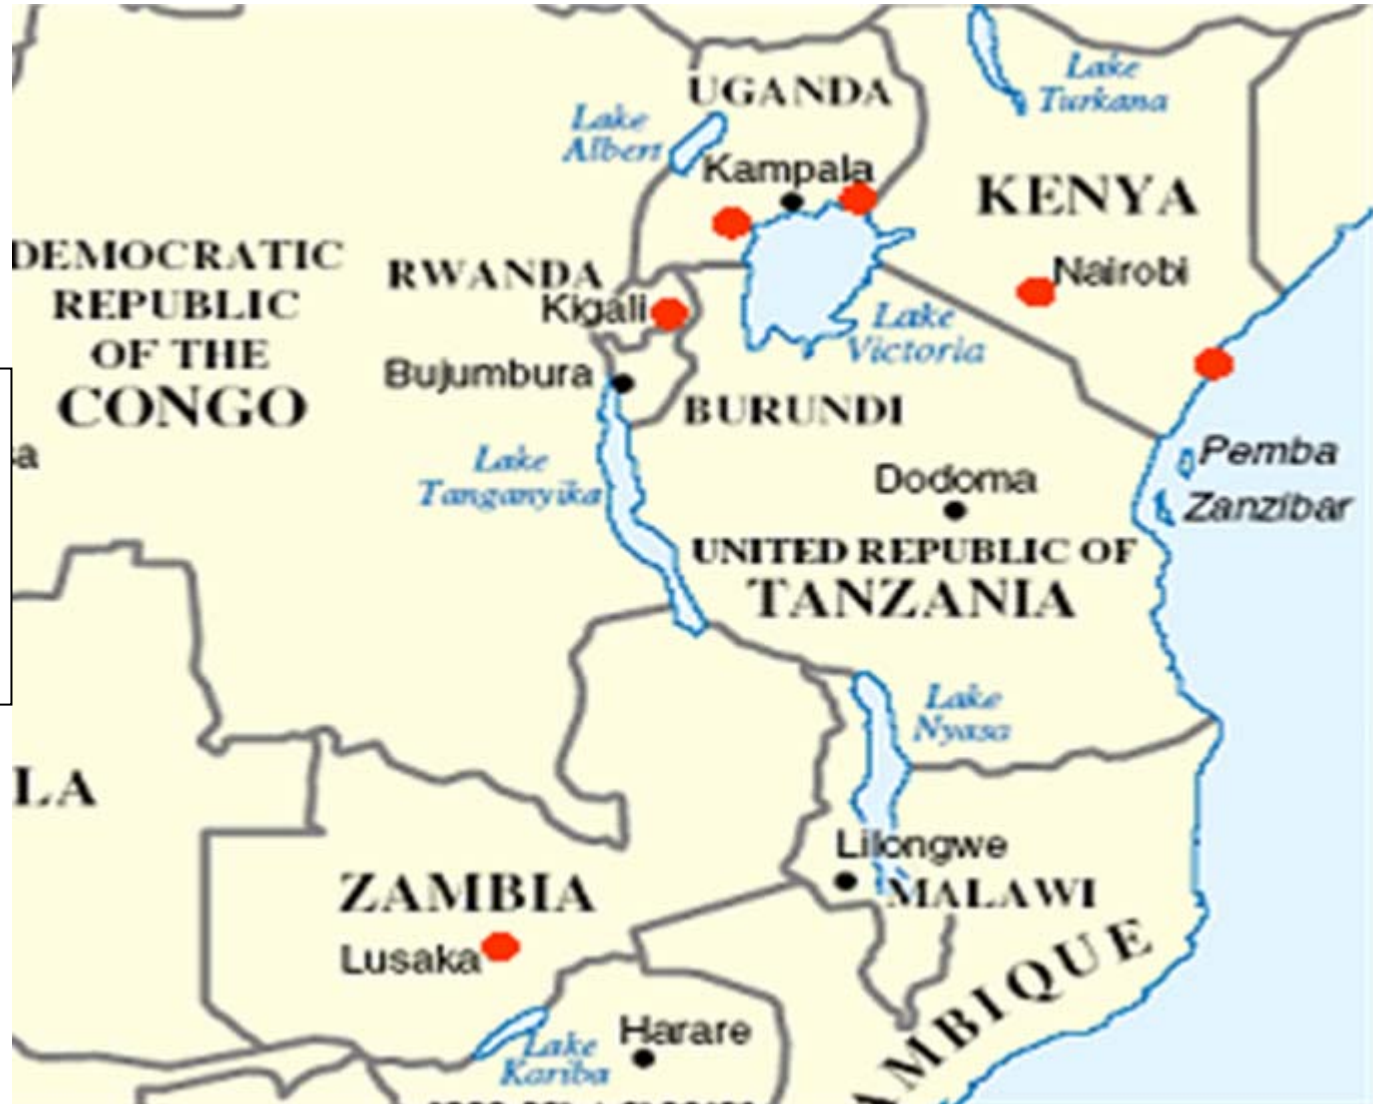 UGANDA
Lake
Turkana
Lake
Albert
Kampala
KENYA
DEMOCRATIC
REPUBLIC
OF THE
CONGO
RWANDA
Kigali
Nairobi
Lake
Victoria
Bujumbura
BURUNDI
sa
Lake
Tanganyika
Dodoma
Pemba
Zanzibar
UNITED REPUBLIC OF
TANZANIA
Lake
Nyasa
LA
Lilongwe
MALAWI
ZAMBIA
Lusaka
AMBIQUE
Harare
Lake
Kariba